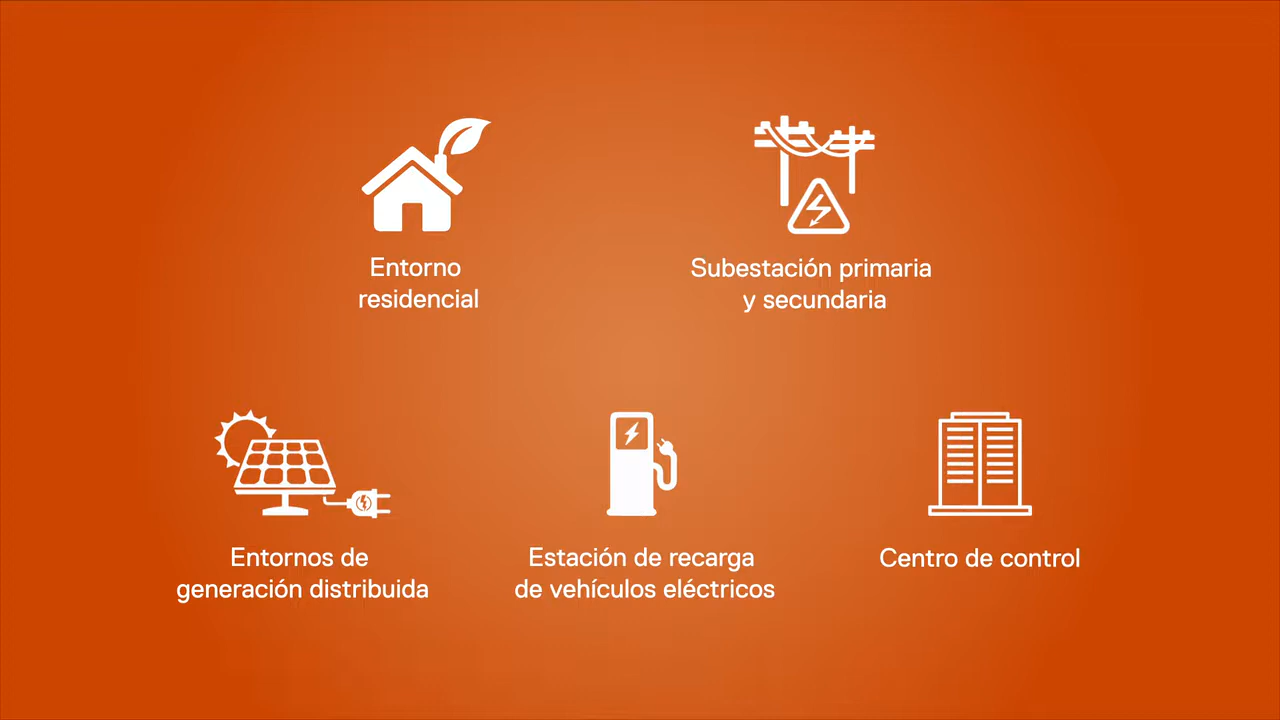 Entorno
residencial
Subestación primaria
y secundaria
Entornos de
generación distribuida
Estación de recarga
de vehículos eléctricos
Centro de control